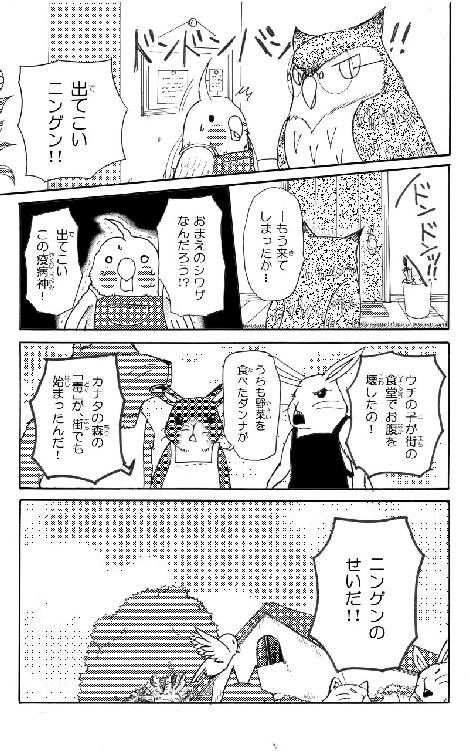 ドンドンバン!!
出てこい
ニンゲン!!
ドンドンッ!!
ーもう来て
しまったか…
おまえのシワザ
なんだろう!?
出てこい
この疫病神!
ウチの子が街の
食堂でお腹を
壊したの!
うちも野菜を
食べたダンナが
カナタの森の
「毒」が、街でも
始まったんだ!
ニンゲンの
せいだ!!